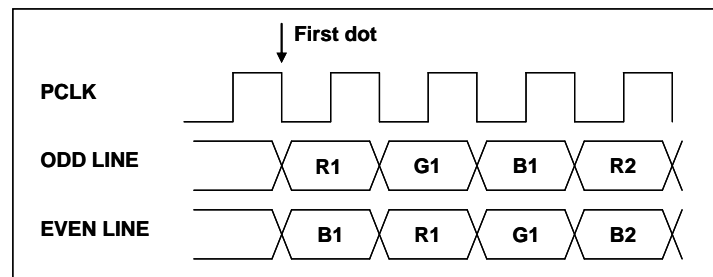 First dot
PCLK
ODD LINE R1 G1 B1 R2
EVEN LINE B1 R1 G1 B2